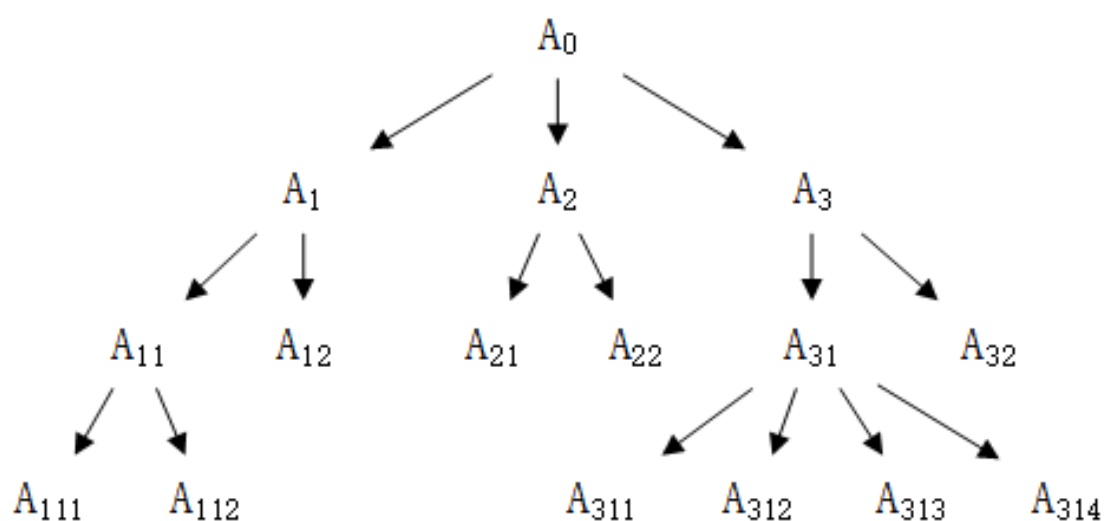 A₀
A₁ A₂ A₃
A₁₁ A₁₂ A₂₁ A₂₂ A₃₁ A₃₂
A₁₁₁ A₁₁₂ A₃₁₁ A₃₁₂ A₃₁₃ A₃₁₄